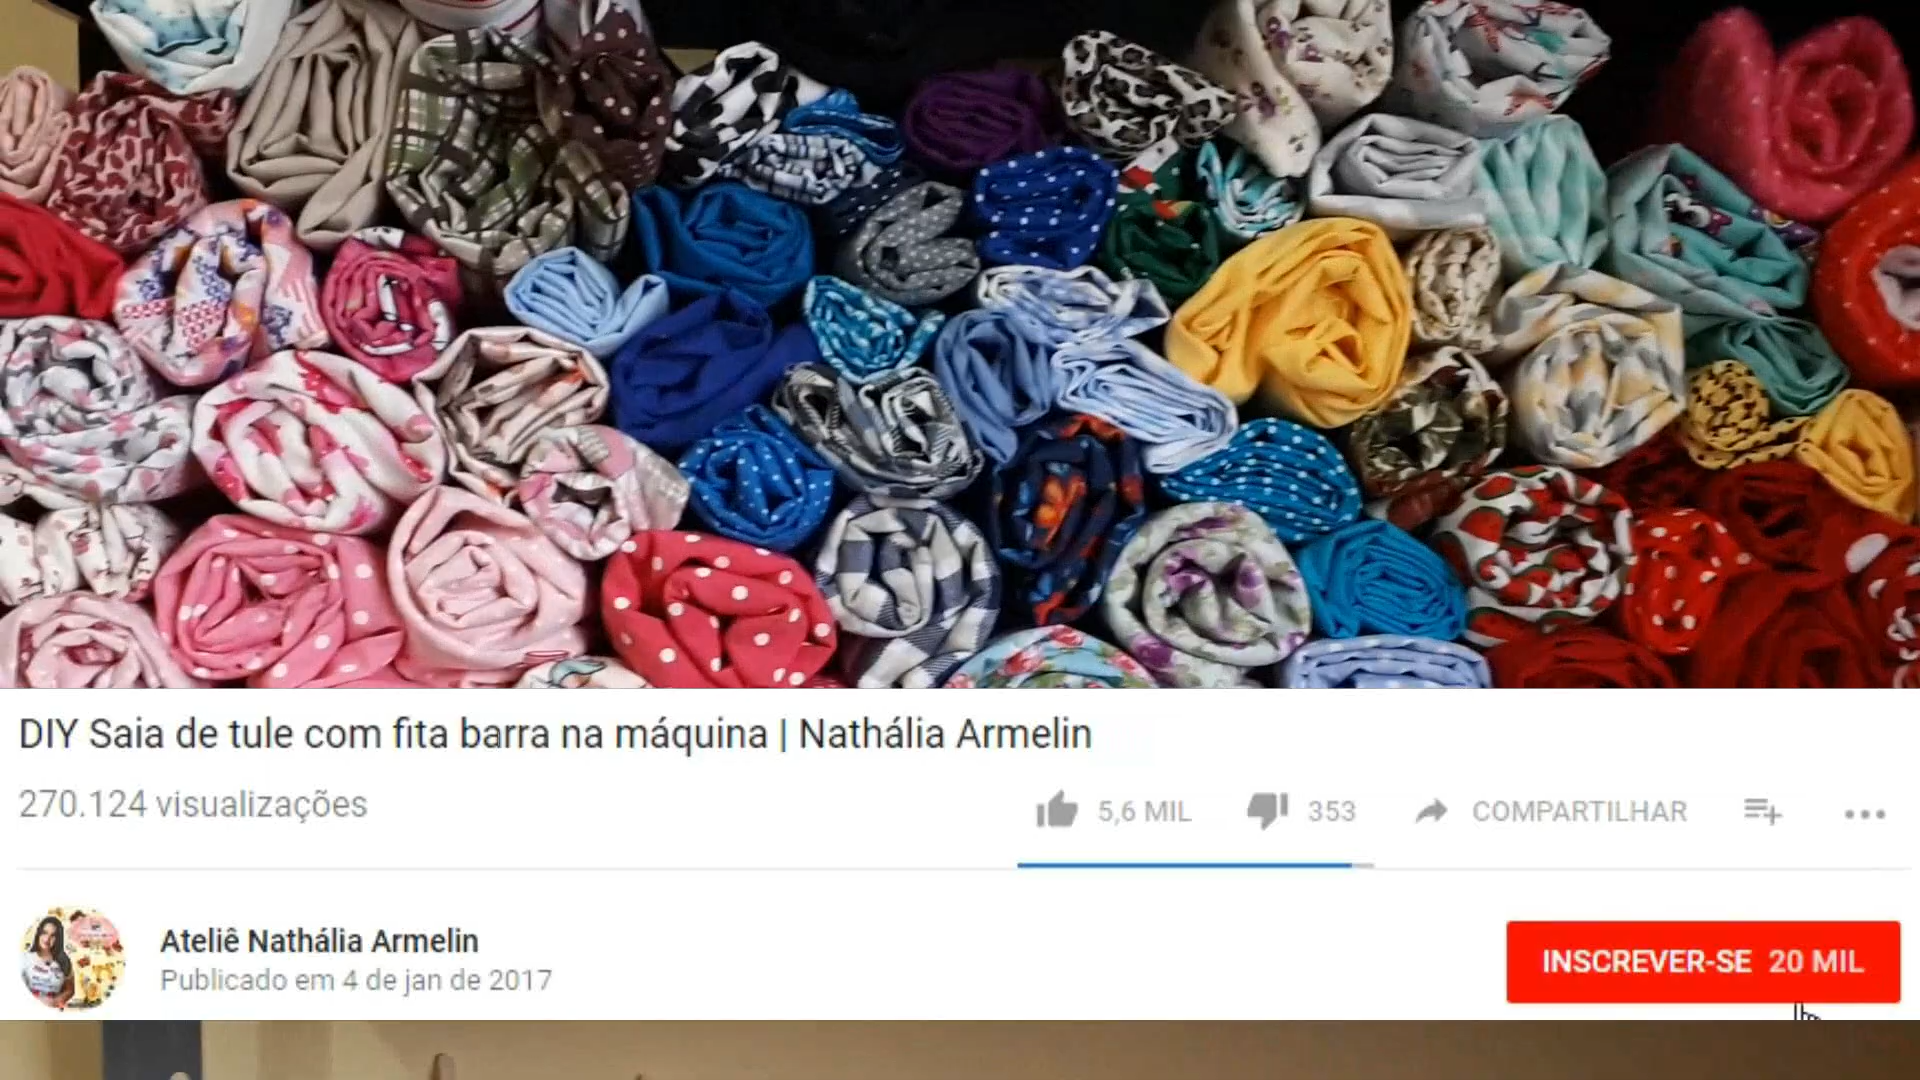 DIY Saia de tule com fita barra na máquina | Nathália Armelin
270.124 visualizações
5,6 MIL
353
COMPARTILHAR
Ateliê Nathália Armelin
Publicado em 4 de jan de 2017
INSCREVER-SE 20 MIL